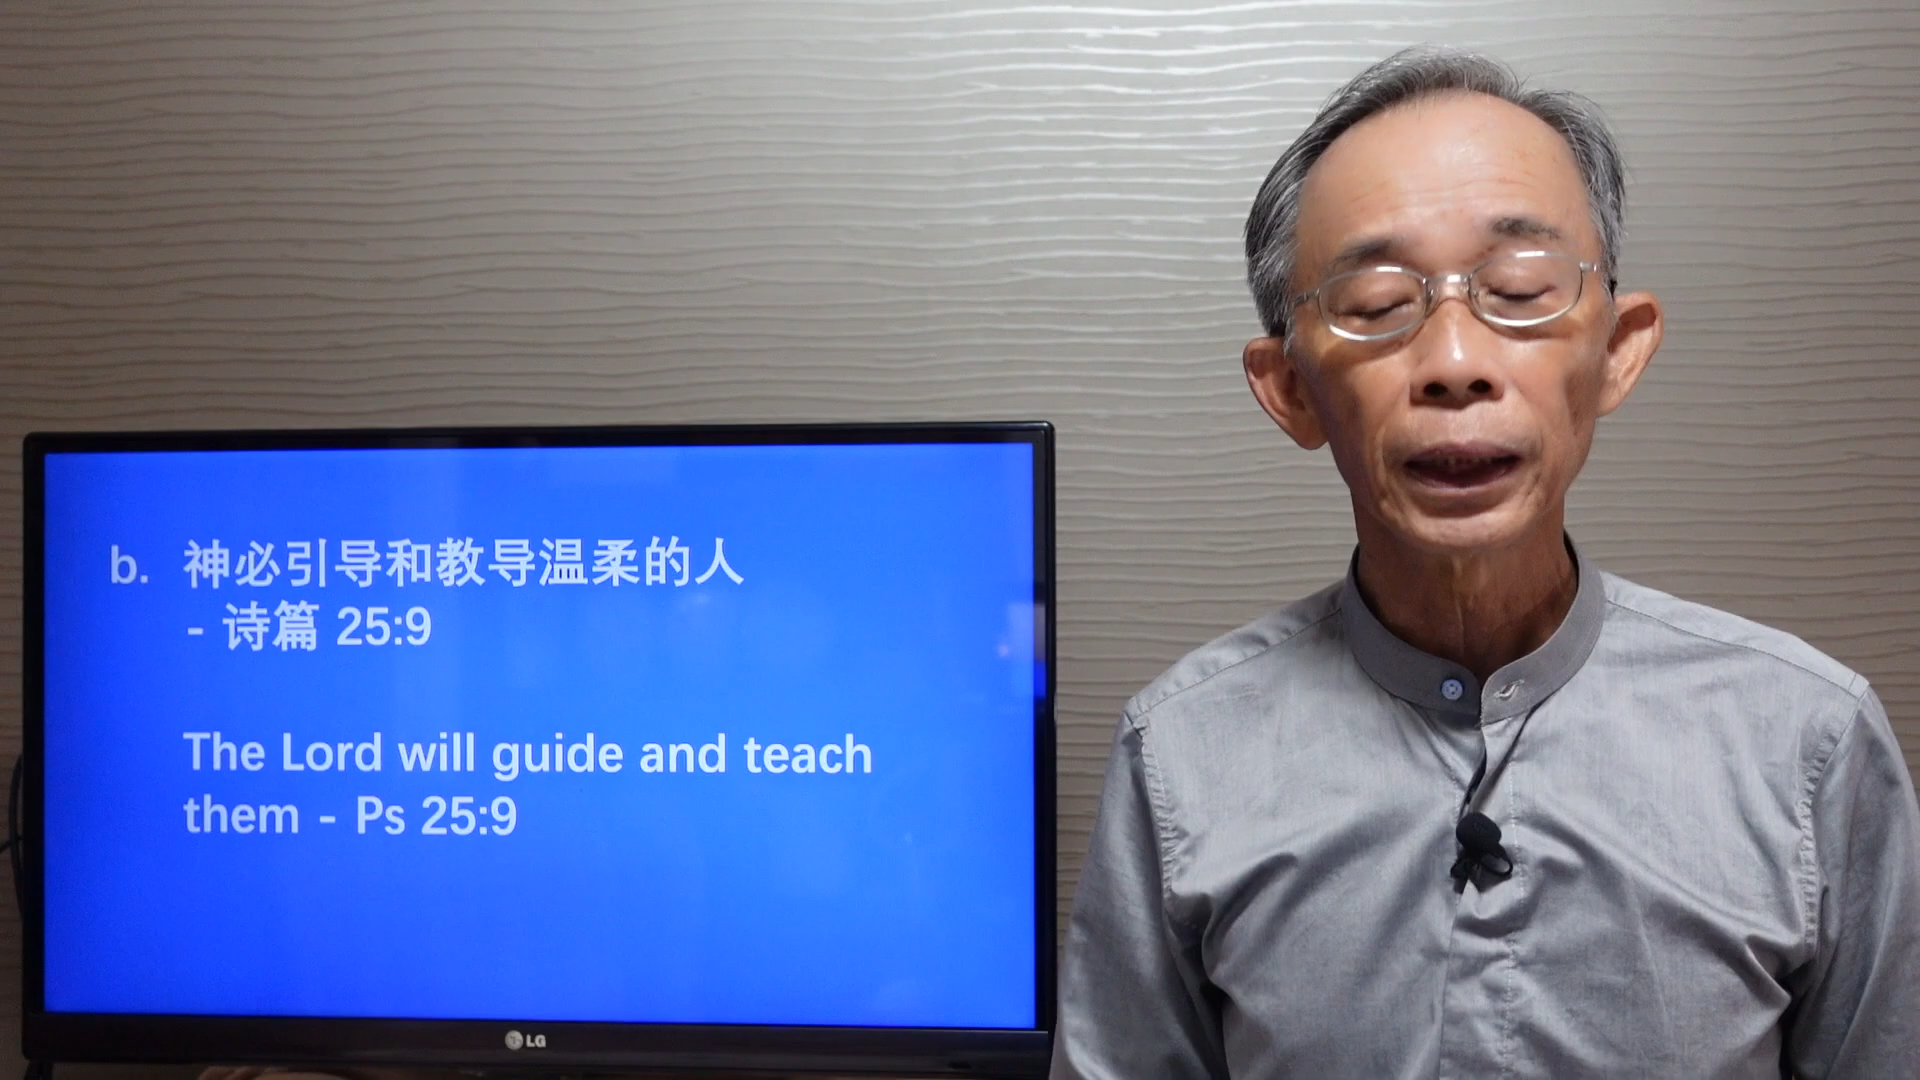 b. 神必引导和教导温柔的人
- 诗篇 25:9
The Lord will guide and teach
them - Ps 25:9
LG